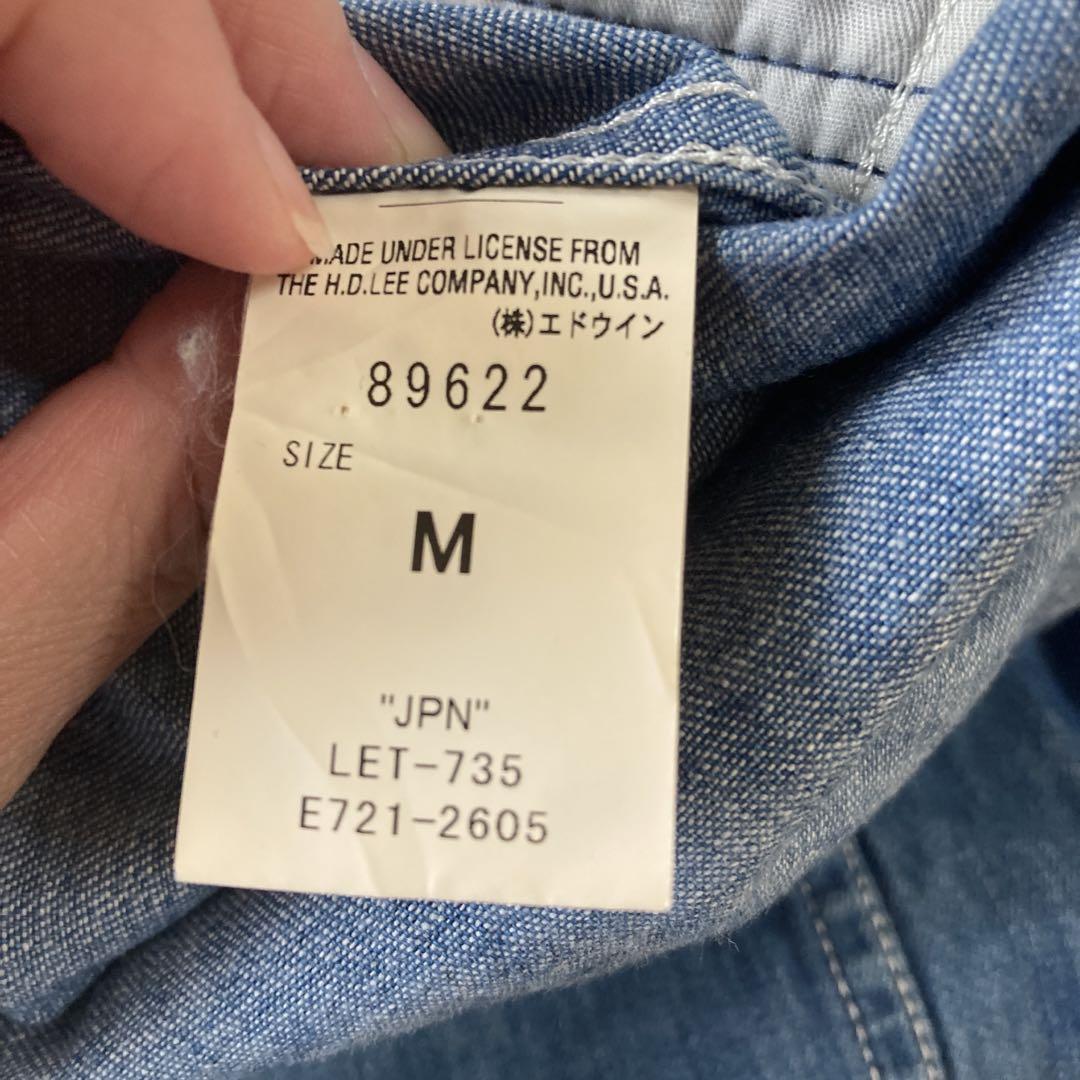 MADE UNDER LICENSE FROM
THE H.D.LEE COMPANY,INC.,U.S.A.
(株)エドウイン
89622
SIZE
M
"JPN"
LET-735
E721-2605